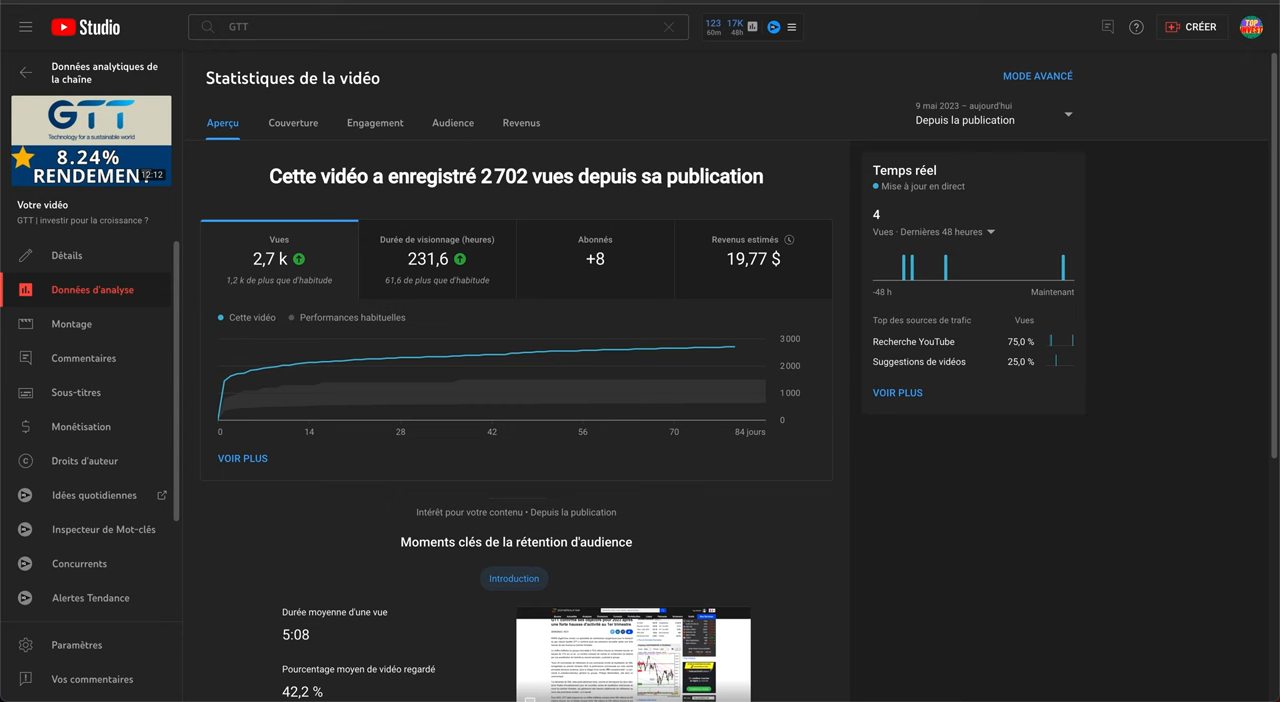 Studio
GTT
123 17K
60m 48h
CRÉER
TOP
INVEST
Données analytiques de
la chaîne
GTT
Technology for a sustainable world
8.24%
RENDEMENT
12:12
Votre vidéo
GTT | investir pour la croissance ?
Détails
Données d'analyse
Montage
Commentaires
Sous-titres
Monétisation
Droits d'auteur
Idées quotidiennes
Inspecteur de Mot-clés
Concurrents
Alertes Tendance
Paramètres
Vos commentaires
Statistiques de la vidéo
MODE AVANCÉ
Aperçu
Couverture
Engagement
Audience
Revenus
9 mai 2023 – aujourd'hui
Depuis la publication
Cette vidéo a enregistré 2 702 vues depuis sa publication
Vues
2,7 k
1,2 k de plus que d'habitude
Durée de visionnage (heures)
231,6
61,6 de plus que d'habitude
Abonnés
+8
Revenus estimés
19,77 $
Cette vidéo
Performances habituelles
3 000
2 000
1 000
0
0 14 28 42 56 70 84 jours
VOIR PLUS
Intérêt pour votre contenu • Depuis la publication
Moments clés de la rétention d'audience
Introduction
Durée moyenne d'une vue
5:08
42,2 %
Temps réel
Mise à jour en direct
4
Vues · Dernières 48 heures
-48 h Maintenant
Top des sources de trafic Vues
Recherche YouTube 75,0 %
Suggestions de vidéos 25,0 %
VOIR PLUS